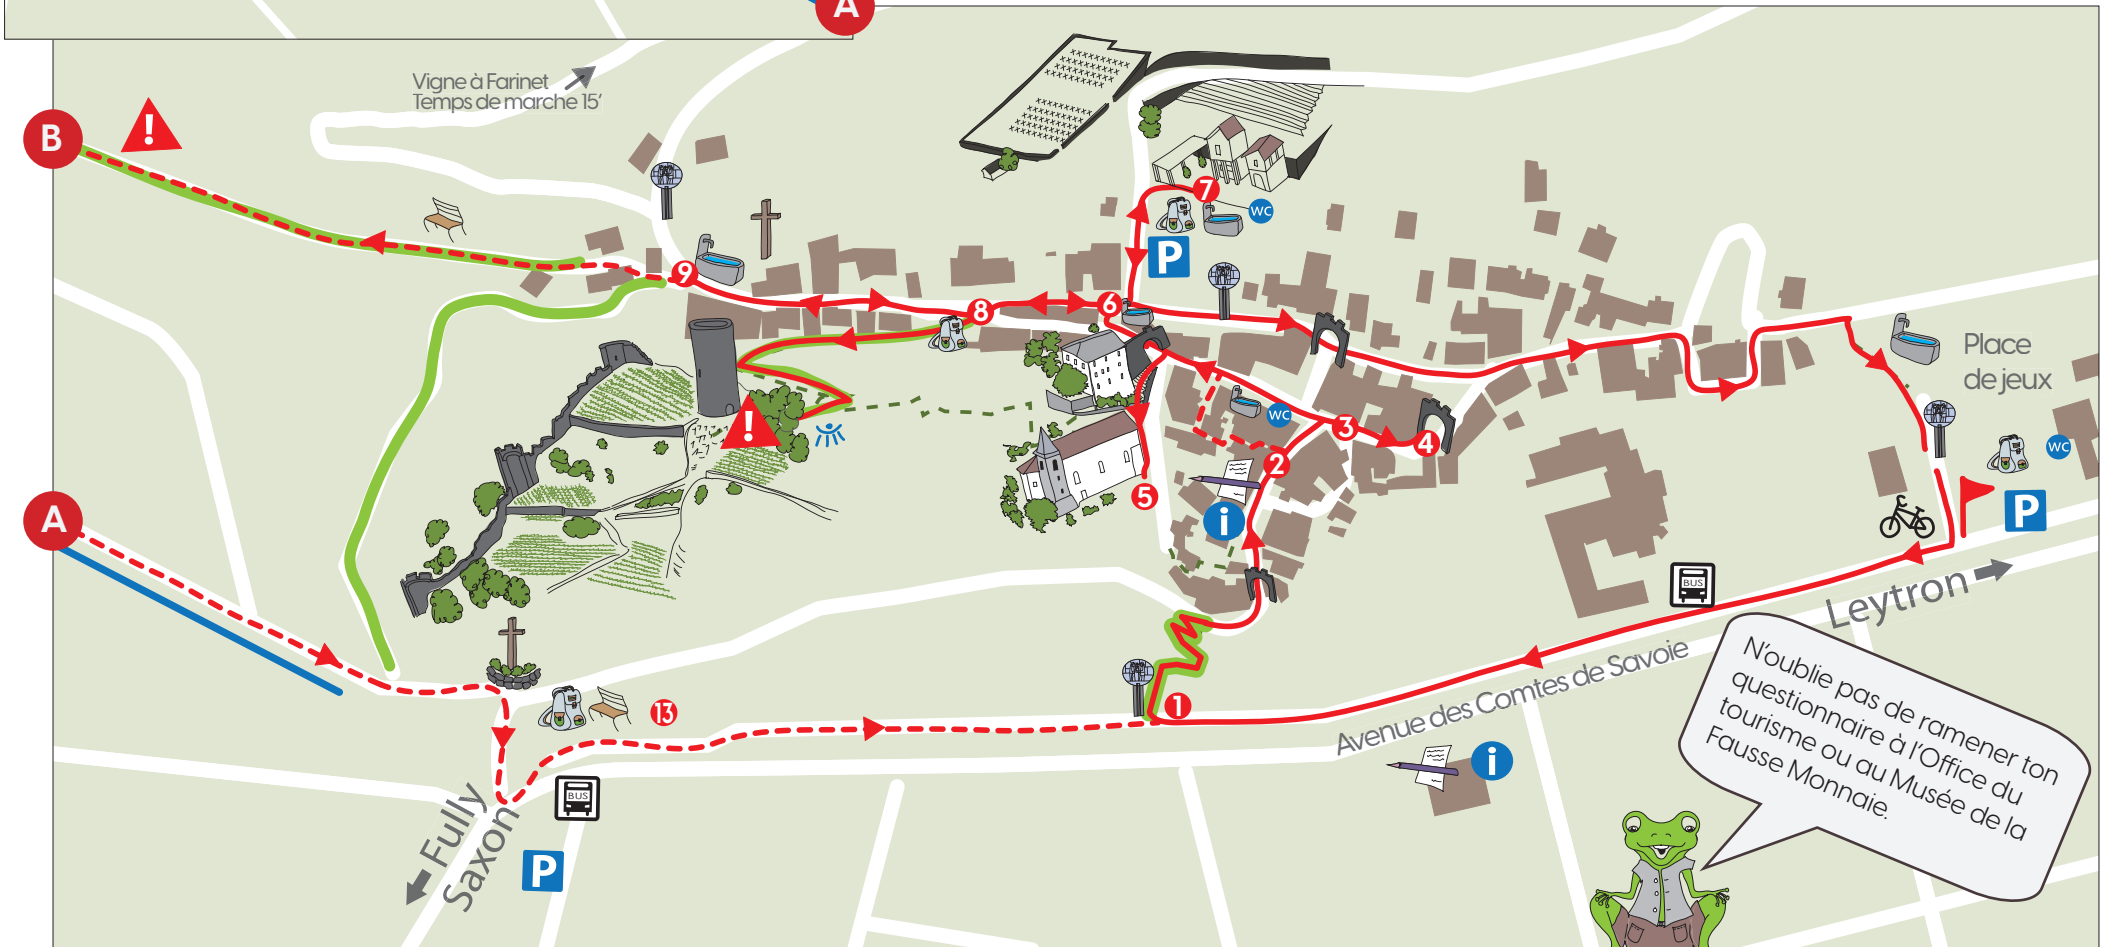 A
Vigne à Farinet
Temps de marche 15'
B
!
7
WC
P
9
8
6
Place
de jeux
WC
3
4
2
!
WC
5
i
P
A
BUS
Leytron
N'oublie pas de ramener ton
questionnaire à l'Office du
tourisme ou au Musée de la
Fausse Monnaie.
13
1
Avenue des Comtes de Savoie
i
BUS
Fully
Saxon
P